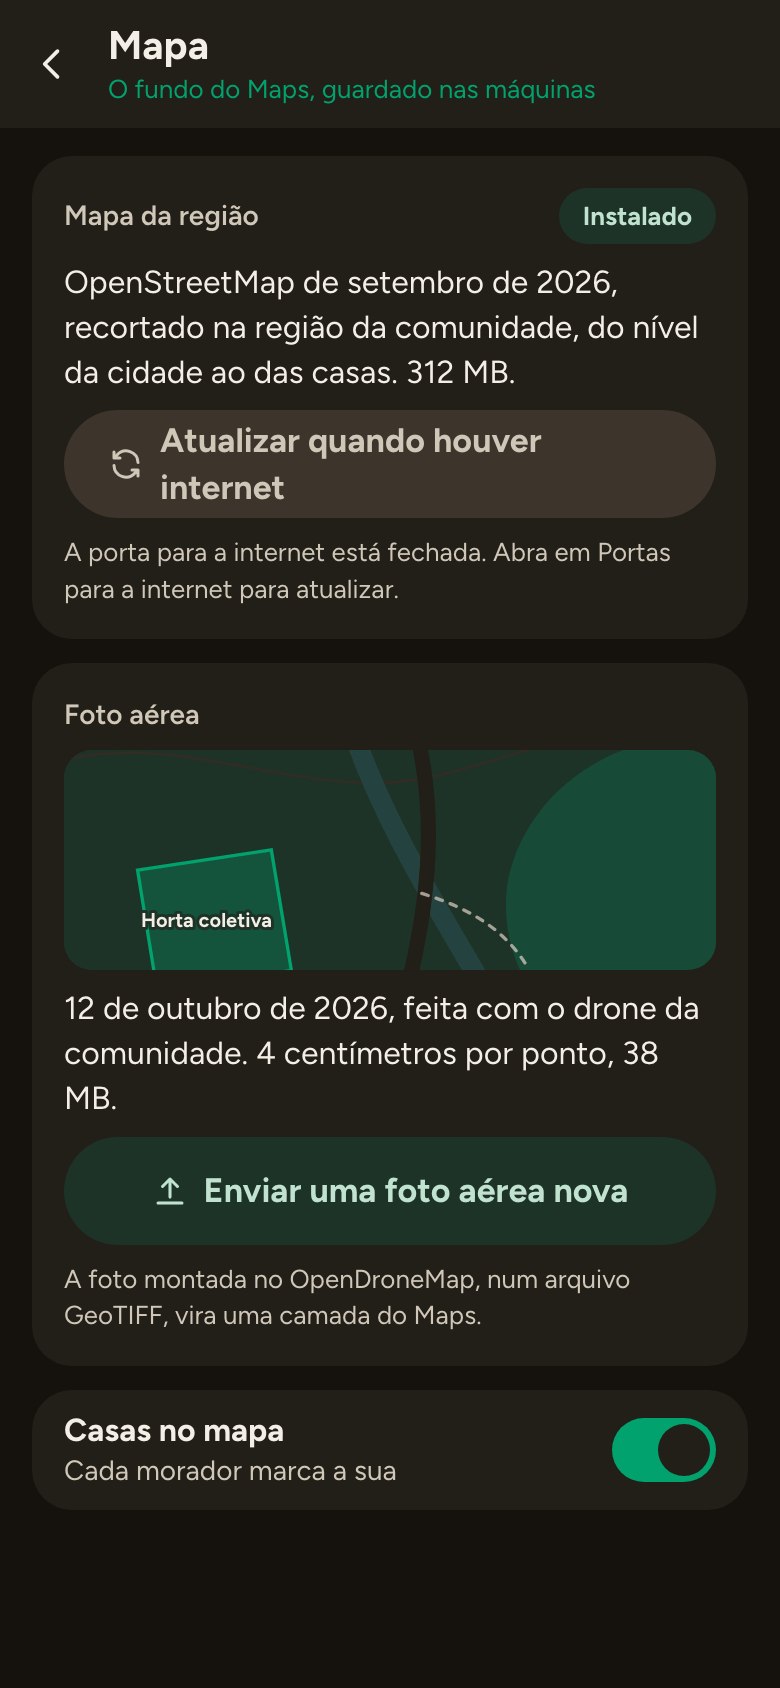 Mapa
O fundo do Maps, guardado nas máquinas
Mapa da região
Instalado
OpenStreetMap de setembro de 2026,
recortado na região da comunidade, do nível
da cidade ao das casas. 312 MB.
Atualizar quando houver
internet
A porta para a internet está fechada. Abra em Portas
para a internet para atualizar.
Foto aérea
Horta coletiva
12 de outubro de 2026, feita com o drone da
comunidade. 4 centímetros por ponto, 38
MB.
Enviar uma foto aérea nova
A foto montada no OpenDroneMap, num arquivo
GeoTIFF, vira uma camada do Maps.
Casas no mapa
Cada morador marca a sua